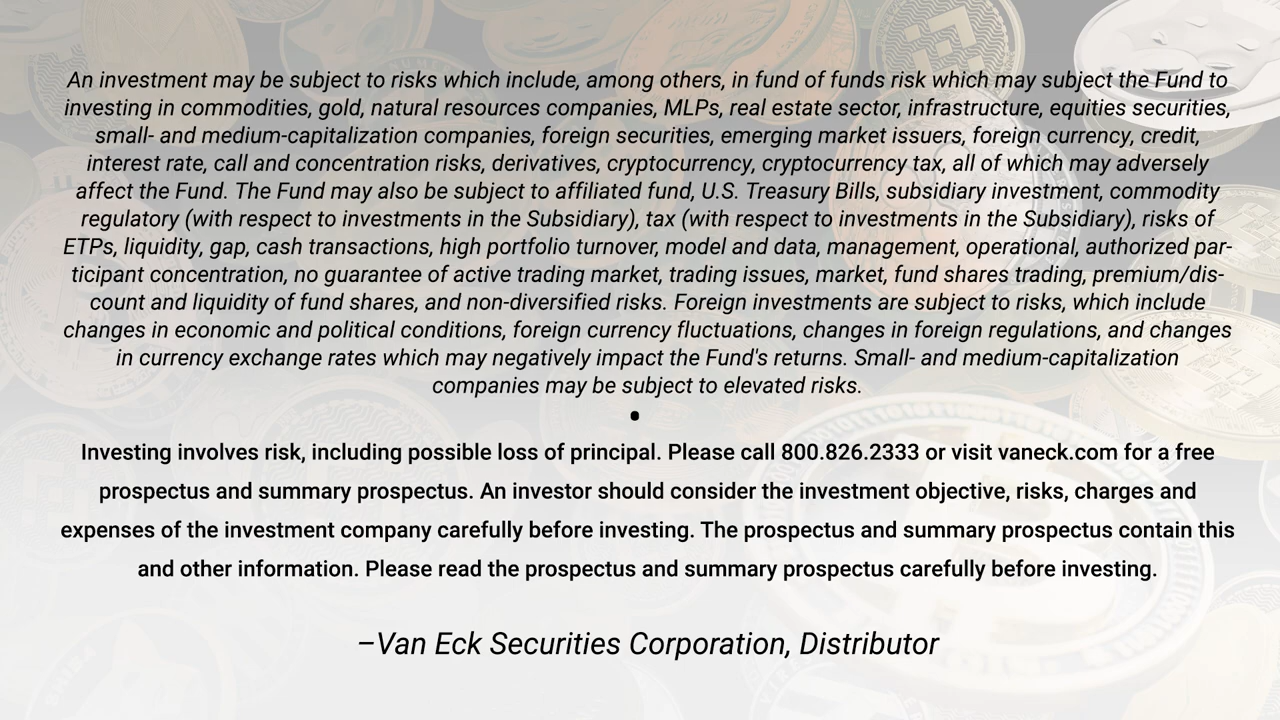 An investment may be subject to risks which include, among others, in fund of funds risk which may subject the Fund to
investing in commodities, gold, natural resources companies, MLPs, real estate sector, infrastructure, equities securities,
small- and medium-capitalization companies, foreign securities, emerging market issuers, foreign currency, credit,
interest rate, call and concentration risks, derivatives, cryptocurrency, cryptocurrency tax, all of which may adversely
affect the Fund. The Fund may also be subject to affiliated fund, U.S. Treasury Bills, subsidiary investment, commodity
regulatory (with respect to investments in the Subsidiary), tax (with respect to investments in the Subsidiary), risks of
ETPs, liquidity, gap, cash transactions, high portfolio turnover, model and data, management, operational, authorized par-
ticipant concentration, no guarantee of active trading market, trading issues, market, fund shares trading, premium/dis-
count and liquidity of fund shares, and non-diversified risks. Foreign investments are subject to risks, which include
changes in economic and political conditions, foreign currency fluctuations, changes in foreign regulations, and changes
in currency exchange rates which may negatively impact the Fund's returns. Small- and medium-capitalization
companies may be subject to elevated risks.
•
Investing involves risk, including possible loss of principal. Please call 800.826.2333 or visit vaneck.com for a free
prospectus and summary prospectus. An investor should consider the investment objective, risks, charges and
expenses of the investment company carefully before investing. The prospectus and summary prospectus contain this
and other information. Please read the prospectus and summary prospectus carefully before investing.
–Van Eck Securities Corporation, Distributor